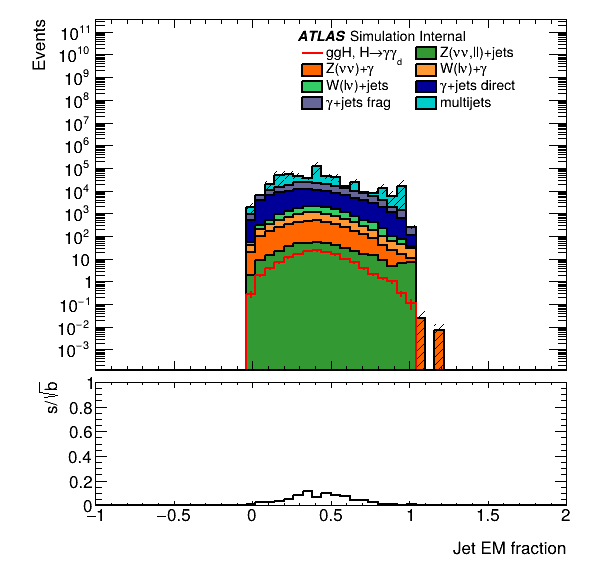 ATLAS Simulation Internal
ggH, H→γγd
Z(νν,ll)+jets
Z(νν)+γ
W(lν)+γ
W(lν)+jets
γ+jets direct
γ+jets frag
multijets
Events
10^11
10^10
10^9
10^8
10^7
10^6
10^5
10^4
10^3
10^2
10
1
10^−1
10^−2
10^−3
s/√b
1
0.8
0.6
0.4
0.2
0
−1
−0.5
0
0.5
1
1.5
2
Jet EM fraction